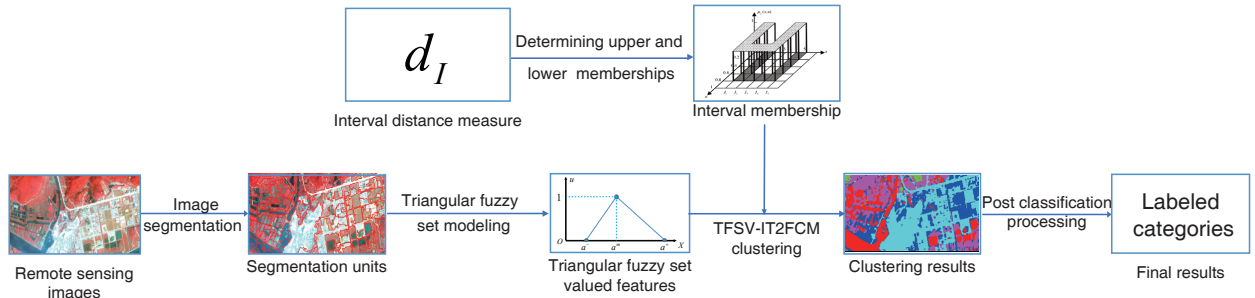 d_I
Determining upper and
lower memberships
Interval distance measure
Interval membership
Image
segmentation
Triangular fuzzy
set modeling
u
1
O
a⁻
aᵐ
X
TFSV-IT2FCM
clustering
Post classification
processing
Labeled
categories
Remote sensing
images
Segmentation units
Triangular fuzzy set
valued features
Clustering results
Final results